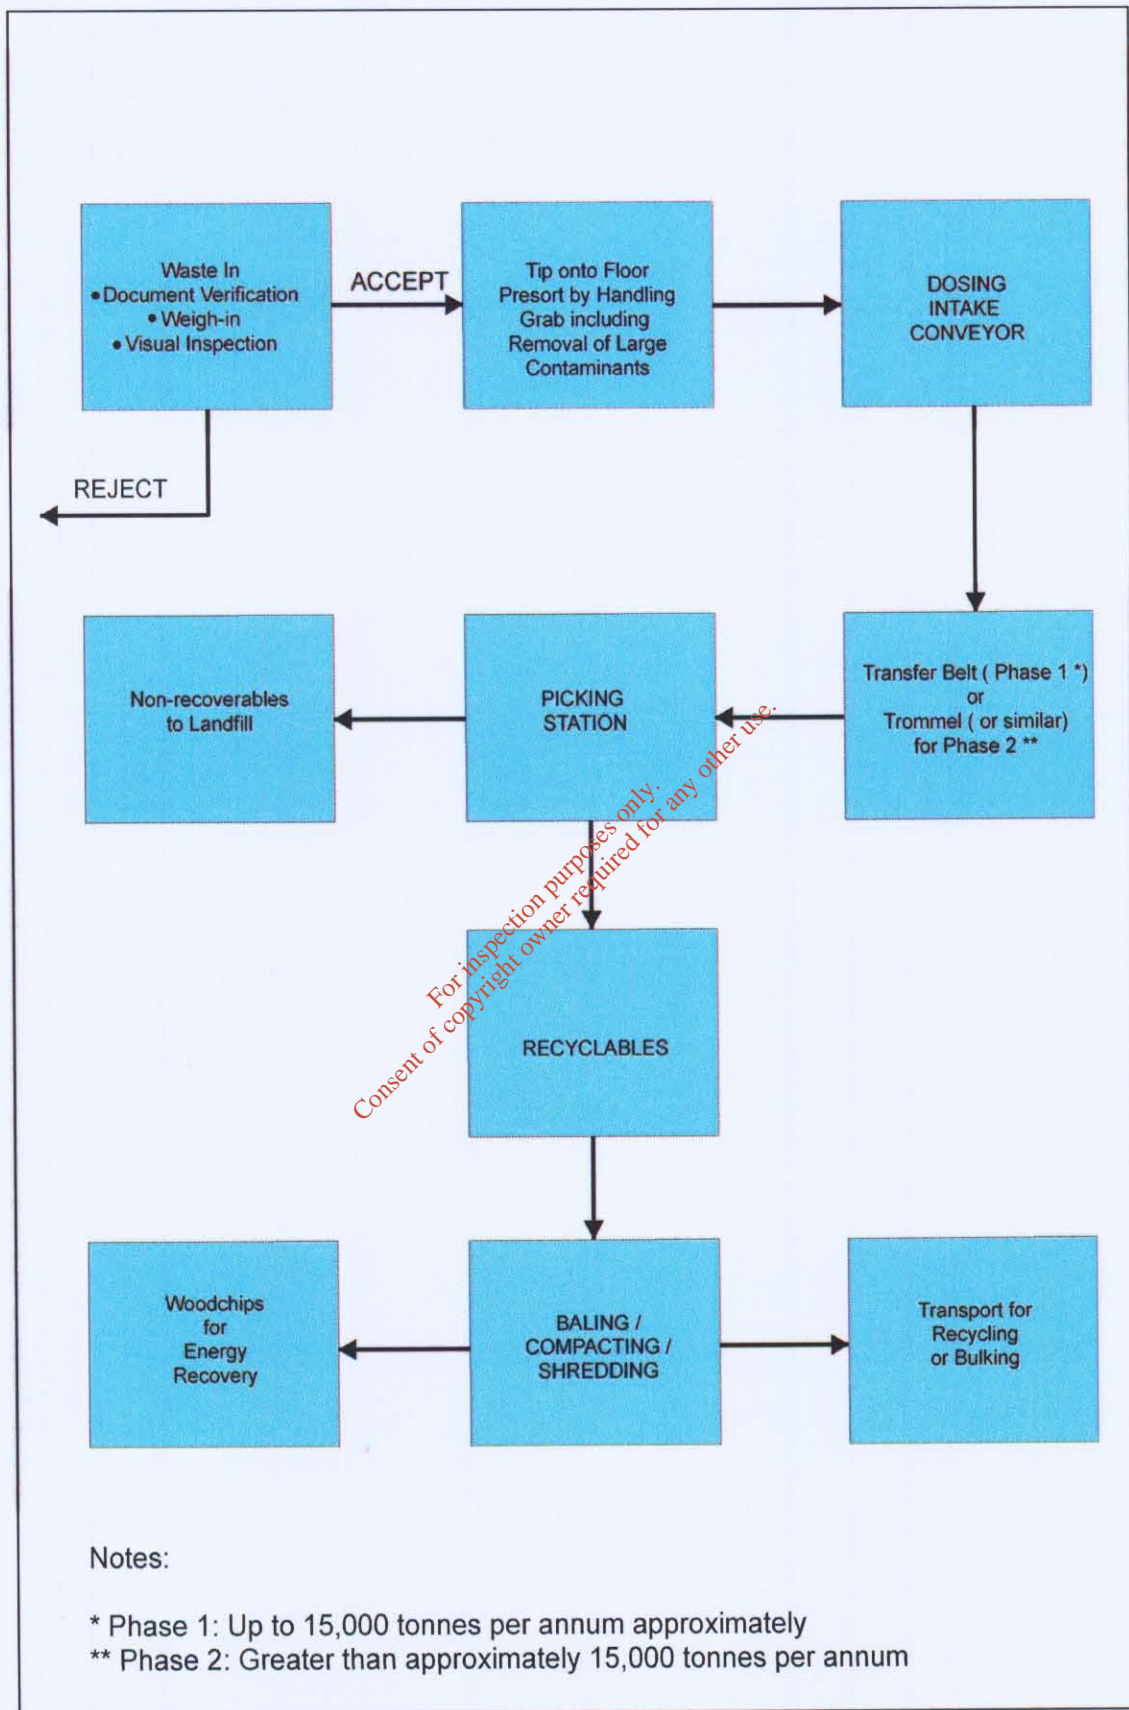 Waste In
• Document Verification
• Weigh-in
• Visual Inspection
ACCEPT
Tip onto Floor
Presort by Handling
Grab including
Removal of Large
Contaminants
DOSING
INTAKE
CONVEYOR
REJECT
Non-recoverables
to Landfill
PICKING
STATION
Transfer Belt ( Phase 1 *)
or
Trommel ( or similar)
for Phase 2 **
For inspection purposes only.
Consent of copyright owner required for any other use.
RECYCLABLES
Woodchips
for
Energy
Recovery
BALING /
COMPACTING /
SHREDDING
Transport for
Recycling
or Bulking
Notes:
* Phase 1: Up to 15,000 tonnes per annum approximately
** Phase 2: Greater than approximately 15,000 tonnes per annum